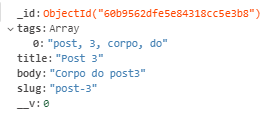 _id: ObjectId("60b9562dfe5e84318cc5e3b8")
tags: Array
0: "post, 3, corpo, do"
title: "Post 3"
body: "Corpo do post3"
slug: "post-3"
__v: 0